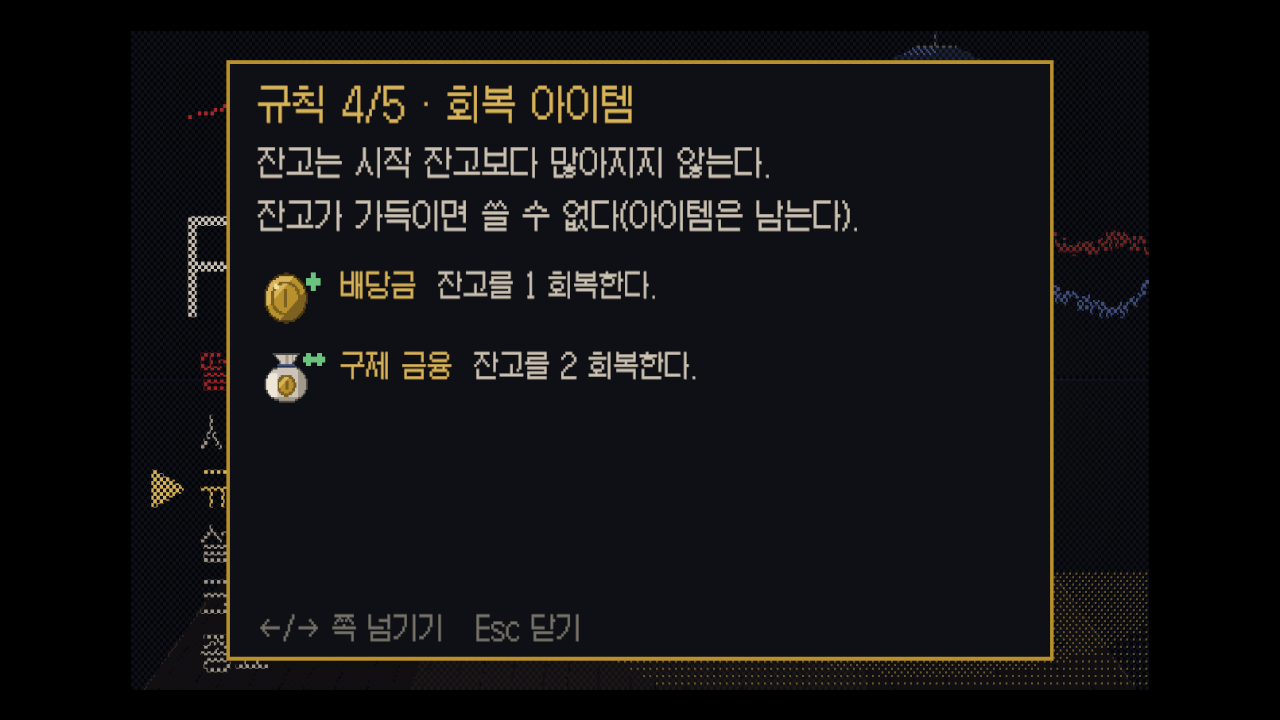 규칙 4/5 · 회복 아이템
잔고는 시작 잔고보다 많아지지 않는다.
잔고가 가득이면 쓸 수 없다(아이템은 남는다).
배당금 잔고를 1 회복한다.
구제 금융 잔고를 2 회복한다.
←/→ 쪽 넘기기 Esc 닫기